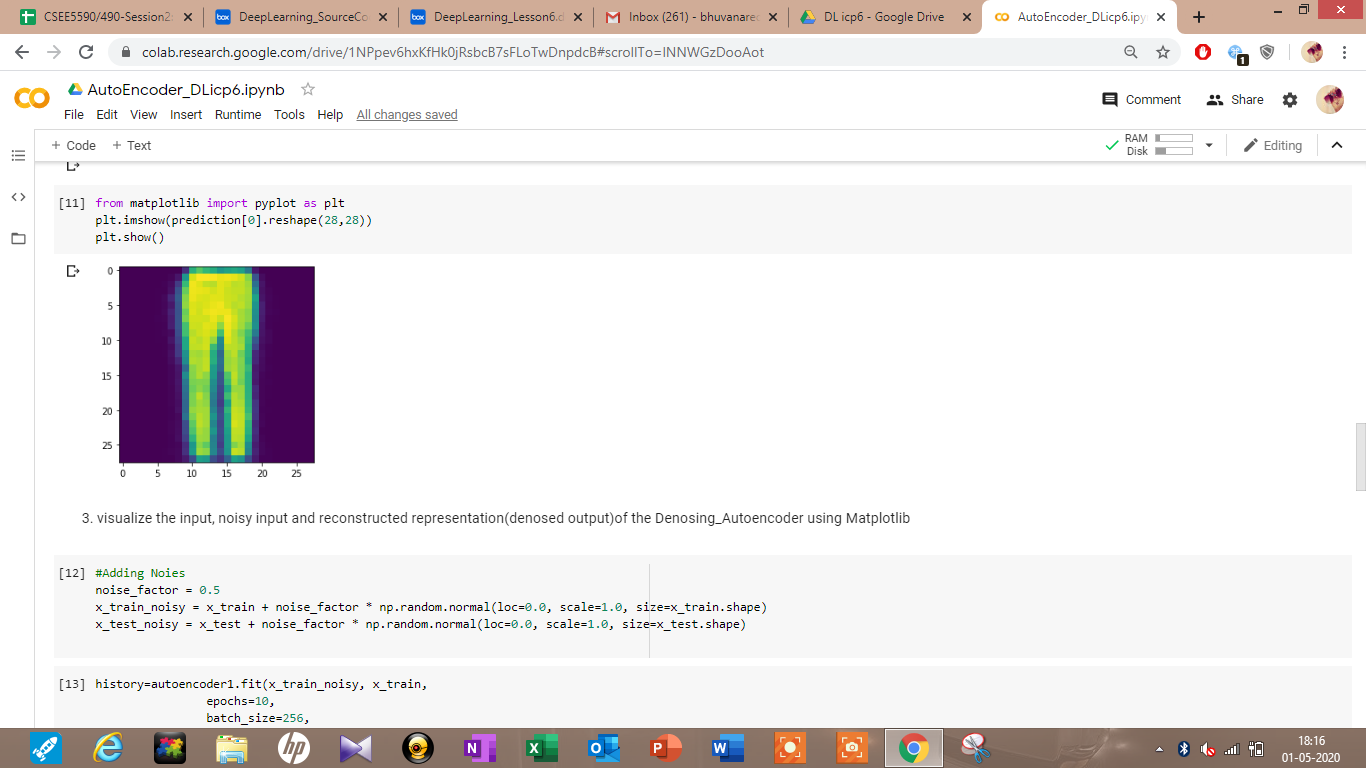 CSEE5590/490-Session2:
DeepLearning_SourceCo
DeepLearning_Lesson6.d
Inbox (261) - bhuvanarec
DL icp6 - Google Drive
AutoEncoder_DLicp6.ipy
colab.research.google.com/drive/1NPpev6hxKfHk0jRsbcB7sFLoTwDnpdcB#scrollTo=INNWGzDooAot
1
CO
AutoEncoder_DLicp6.ipynb
File Edit View Insert Runtime Tools Help All changes saved
Comment Share
+ Code + Text
RAM
Disk
Editing
[11] from matplotlib import pyplot as plt
plt.imshow(prediction[0].reshape(28,28))
plt.show()
0
5
10
15
20
25
0 5 10 15 20 25
3. visualize the input, noisy input and reconstructed representation(denosed output)of the Denosing_Autoencoder using Matplotlib
[12] #Adding Noies
noise_factor = 0.5
x_train_noisy = x_train + noise_factor * np.random.normal(loc=0.0, scale=1.0, size=x_train.shape)
x_test_noisy = x_test + noise_factor * np.random.normal(loc=0.0, scale=1.0, size=x_test.shape)
[13] history=autoencoder1.fit(x_train_noisy, x_train,
epochs=10,
batch_size=256,
18:16
01-05-2020